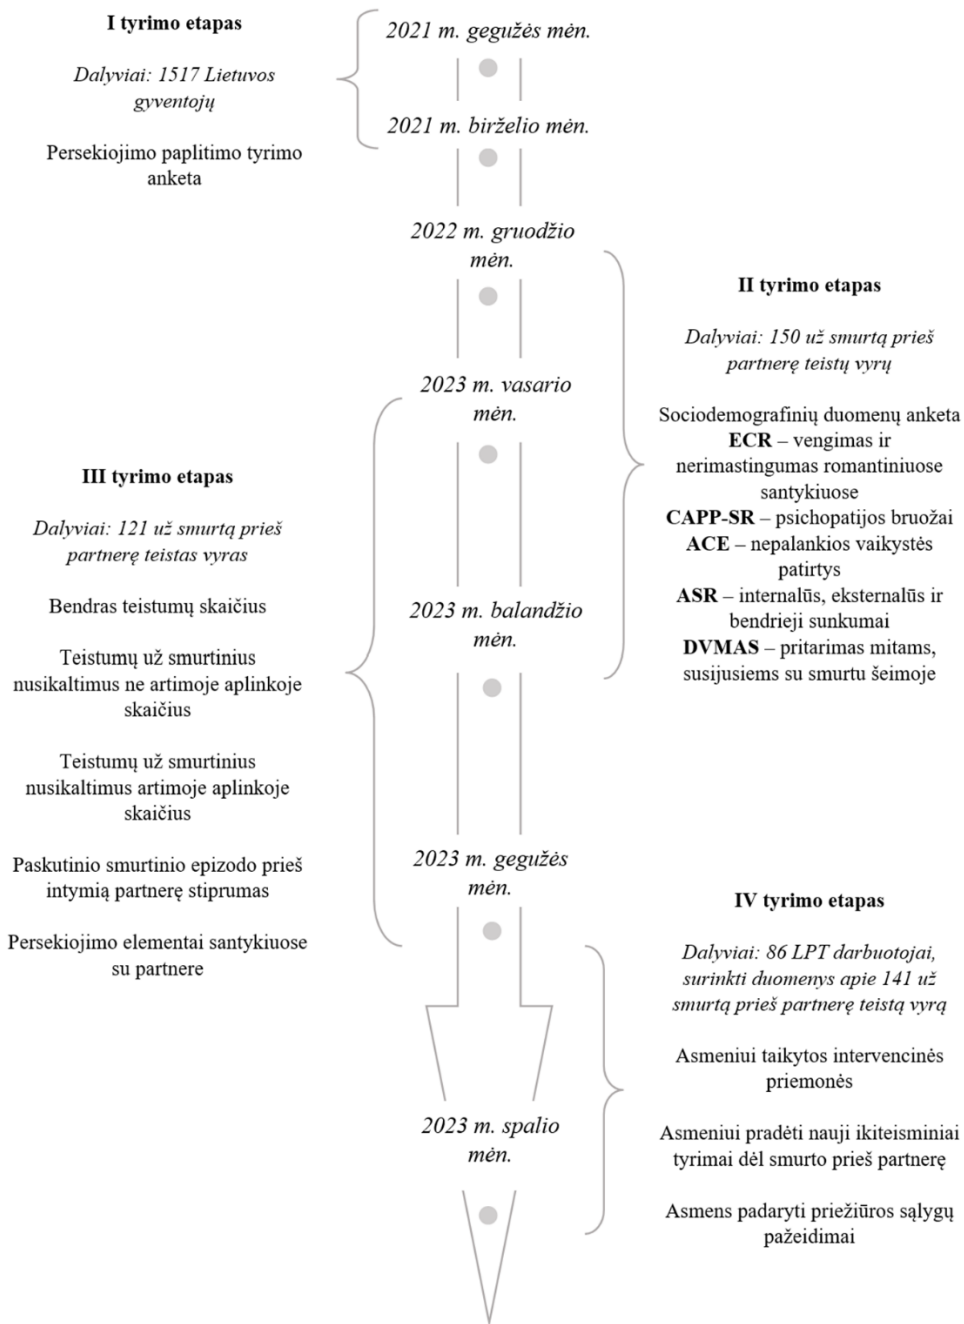 I tyrimo etapas
Dalyviai: 1517 Lietuvos
gyventojų
Persekiojimo paplitimo tyrimo
anketa
2021 m. gegužės mėn.
2021 m. birželio mėn.
2022 m. gruodžio
mėn.
II tyrimo etapas
Dalyviai: 150 už smurtą prieš
partnerę teistų vyrų
Sociodemografinių duomenų anketa
ECR – vengimas ir
nerimastingumas romantiniuose
santykiuose
CAPP-SR – psichopatijos bruožai
ACE – nepalankios vaikystės
patirtys
ASR – internalūs, eksternalūs ir
bendrieji sunkumai
DVMAS – pritarimas mitams,
susijusiems su smurtu šeimoje
2023 m. vasario
mėn.
III tyrimo etapas
Dalyviai: 121 už smurtą prieš
partnerę teistas vyras
Bendras teistumų skaičius
Teistumų už smurtinius
nusikaltimus ne artimoje aplinkoje
skaičius
Teistumų už smurtinius
nusikaltimus artimoje aplinkoje
skaičius
Paskutinio smurtinio epizodo prieš
intymią partnerę stiprumas
Persekiojimo elementai santykiuose
su partnere
2023 m. balandžio
mėn.
2023 m. gegužės
mėn.
IV tyrimo etapas
Dalyviai: 86 LPT darbuotojai,
surinkti duomenys apie 141 už
smurtą prieš partnerę teistą vyrą
Asmeniui taikytos intervencinės
priemonės
Asmeniui pradėti nauji ikiteisminiai
tyrimai dėl smurto prieš partnerę
Asmens padaryti priežiūros sąlygų
pažeidimai
2023 m. spalio
mėn.